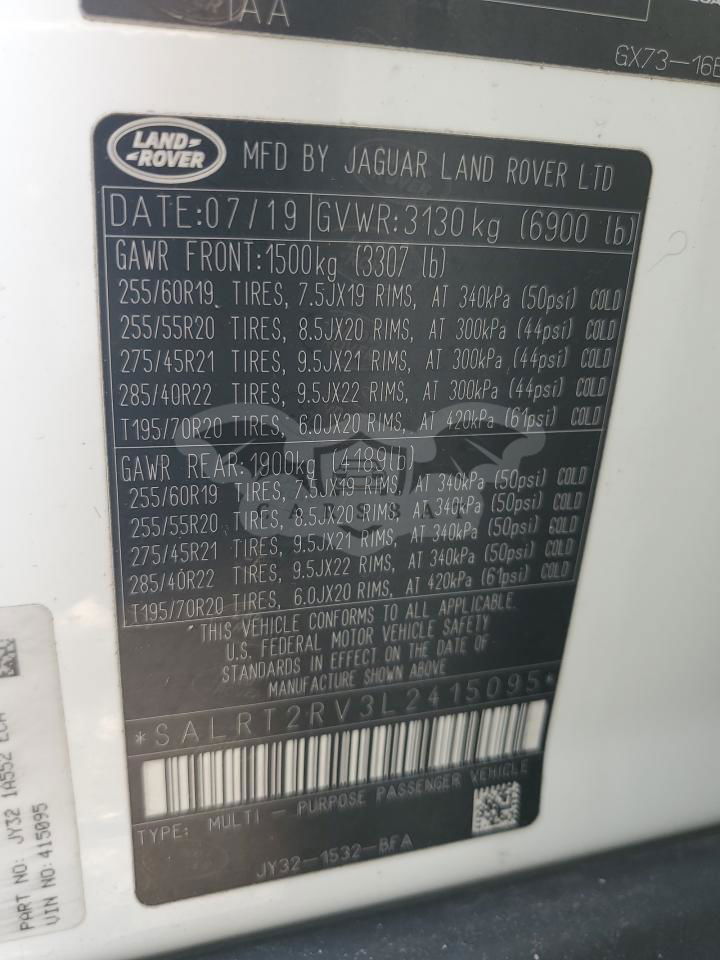 AA
GX73-16
LAND-
-ROVER
MFD BY JAGUAR LAND ROVER LTD
DATE:07/19 GVWR:3130kg (6900 lb)
GAWR FRONT:1500kg (3307 lb)
255/60R19 TIRES, 7.5JX19 RIMS, AT 340kPa (50psi) COLD
255/55R20 TIRES, 8.5JX20 RIMS, AT 300kPa (44psi) COLD
275/45R21 TIRES, 9.5JX21 RIMS, AT 300kPa (44psi) COLD
285/40R22 TIRES, 9.5JX22 RIMS, AT 300kPa (44psi) COLD
T195/70R20 TIRES, 6.0JX20 RIMS, AT 420kPa (61psi) COLD
GAWR REAR:1900kg (4189lb)
255/60R19 TIRES, 7.5JX19 RIMS, AT 340kPa (50psi) COLD
255/55R20 TIRES, 8.5JX20 RIMS, AT 340kPa (50psi) COLD
275/45R21 TIRES, 9.5JX21 RIMS, AT 340kPa (50psi) COLD
285/40R22 TIRES, 9.5JX22 RIMS, AT 340kPa (50psi) COLD
T195/70R20 TIRES, 6.0JX20 RIMS, AT 420kPa (61psi) COLD
CARSBAT
"THIS VEHICLE CONFORMS TO ALL APPLICABLE
U.S. FEDERAL MOTOR VEHICLE SAFETY
STANDARDS IN EFFECT ON THE DATE OF
MANUFACTURE SHOWN ABOVE
*SALRT2RV3L2415095*
TYPE: MULTI - PURPOSE PASSENGER VEHICLE
JY32-1532-BFA
PART NO: JY32 1A552 ECA
VIN NO: 415095